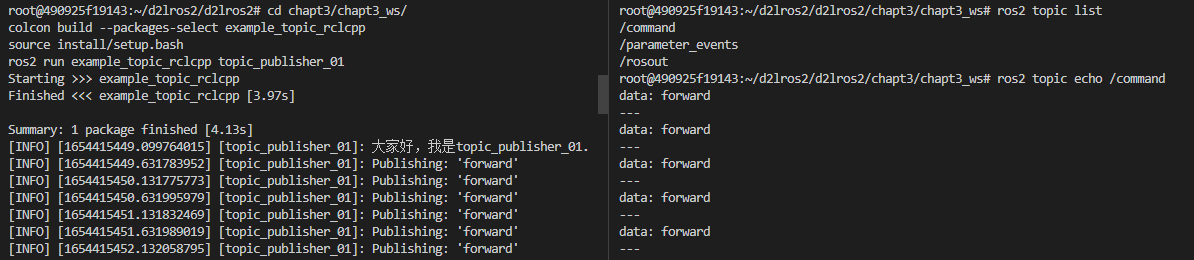 root@490925f19143:~/d2lros2/d2lros2# cd chapt3/chapt3_ws/
colcon build --packages-select example_topic_rclcpp
source install/setup.bash
ros2 run example_topic_rclcpp topic_publisher_01
Starting >>> example_topic_rclcpp
Finished <<< example_topic_rclcpp [3.97s]
Summary: 1 package finished [4.13s]
[INFO] [1654415449.099764015] [topic_publisher_01]: 大家好，我是topic_publisher_01.
[INFO] [1654415449.631783952] [topic_publisher_01]: Publishing: 'forward'
[INFO] [1654415450.131775773] [topic_publisher_01]: Publishing: 'forward'
[INFO] [1654415450.631995979] [topic_publisher_01]: Publishing: 'forward'
[INFO] [1654415451.131832469] [topic_publisher_01]: Publishing: 'forward'
[INFO] [1654415451.631989019] [topic_publisher_01]: Publishing: 'forward'
[INFO] [1654415452.132058795] [topic_publisher_01]: Publishing: 'forward'
root@490925f19143:~/d2lros2/d2lros2/chapt3/chapt3_ws# ros2 topic list
/command
/parameter_events
/rosout
root@490925f19143:~/d2lros2/d2lros2/chapt3/chapt3_ws# ros2 topic echo /command
data: forward
---
data: forward
---
data: forward
---
data: forward
---
data: forward
---